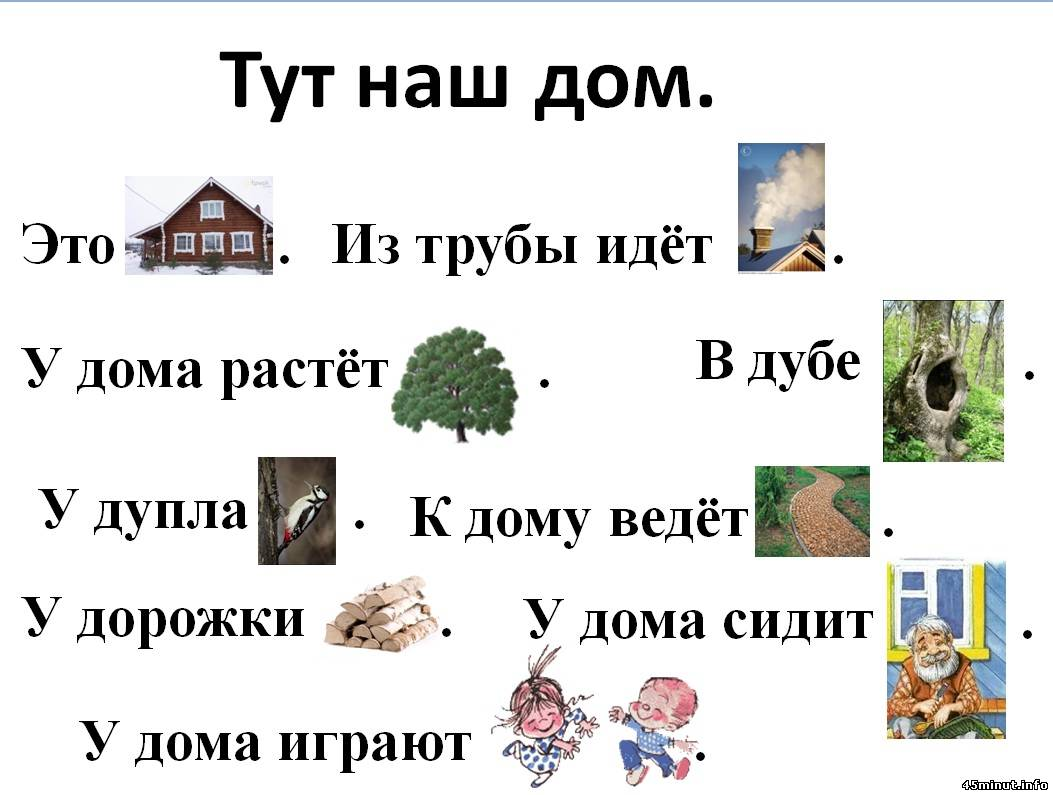 Тут наш дом.
Это . Из трубы идёт .
У дома растёт . В дубе .
У дупла . К дому ведёт .
У дорожки . У дома сидит .
У дома играют .
45minut.info